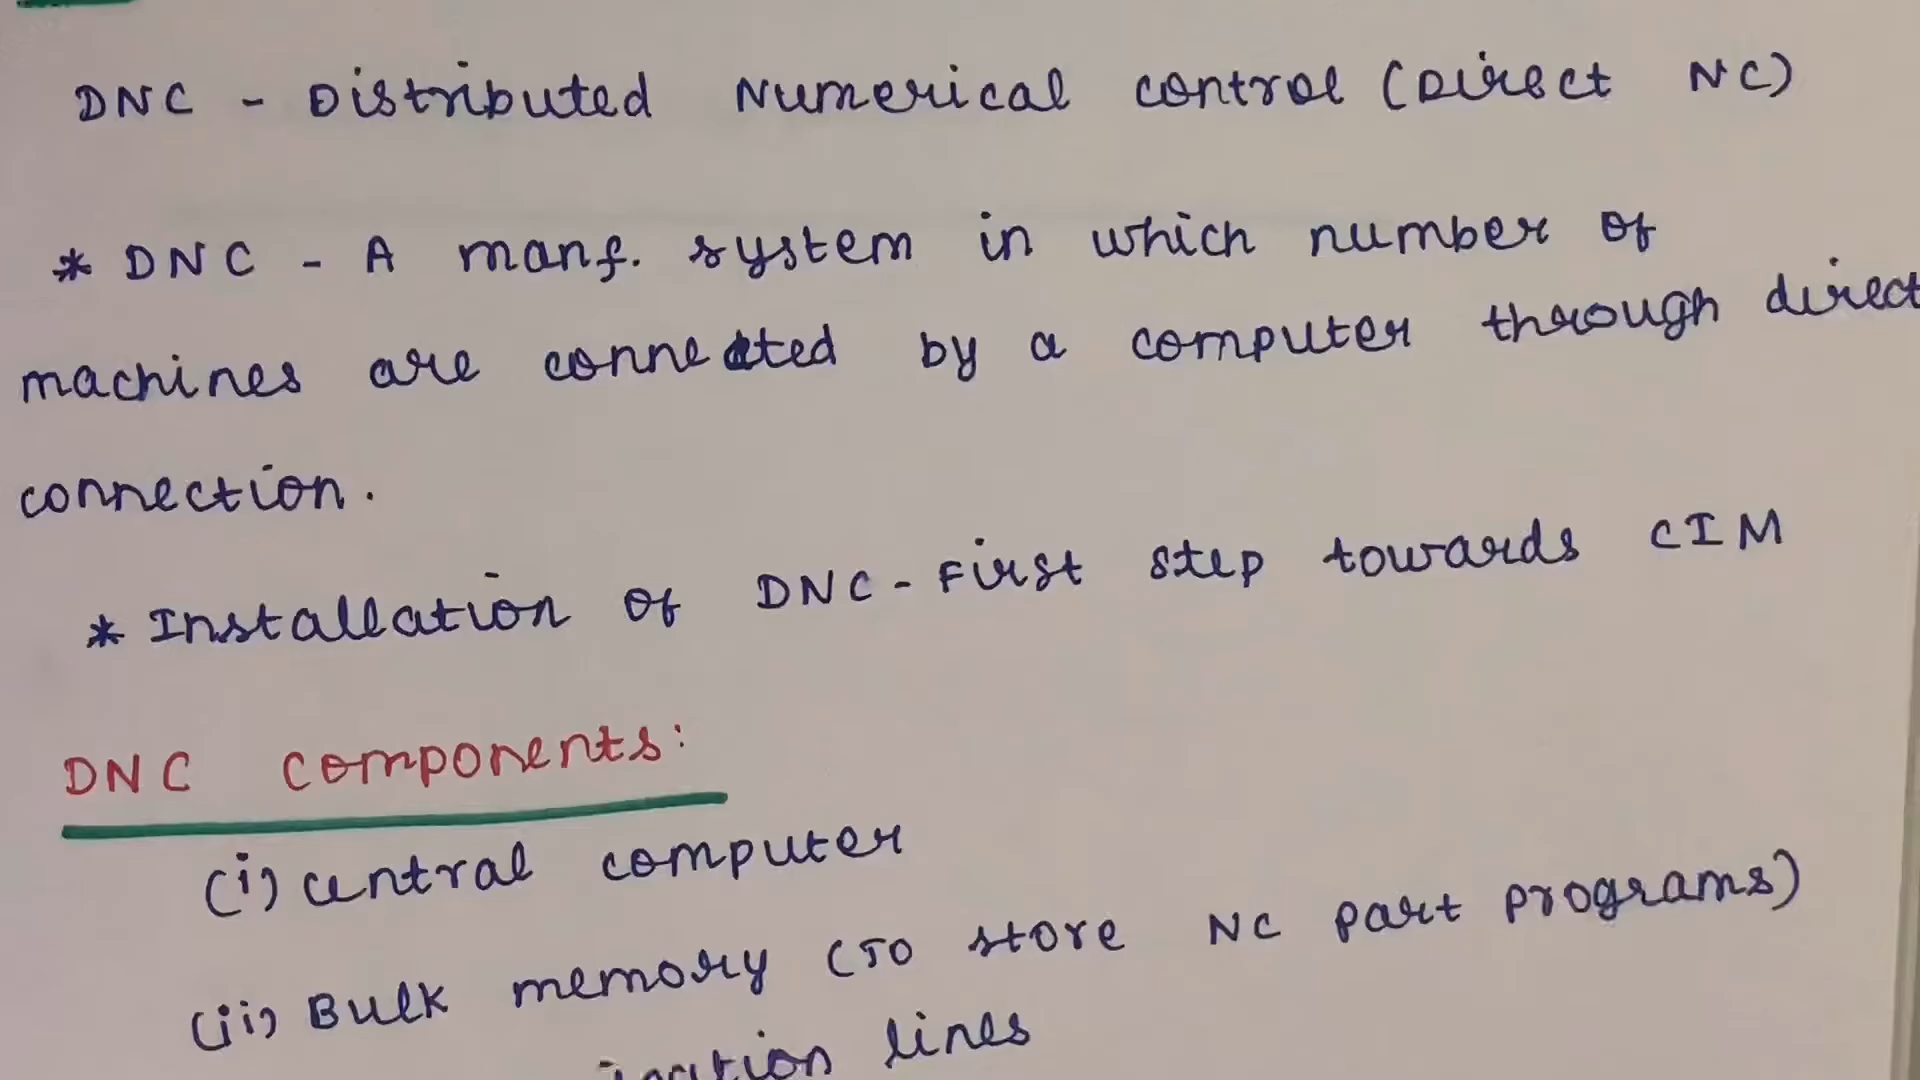 DNC - Distributed Numerical control (Direct NC)
* DNC - A manf. system in which number of
machines are connected by a computer through direct
connection.
* Installation of DNC - First step towards CIM
DNC components:
(i) central computer
(ii) Bulk memory (To store NC part programs)
lines